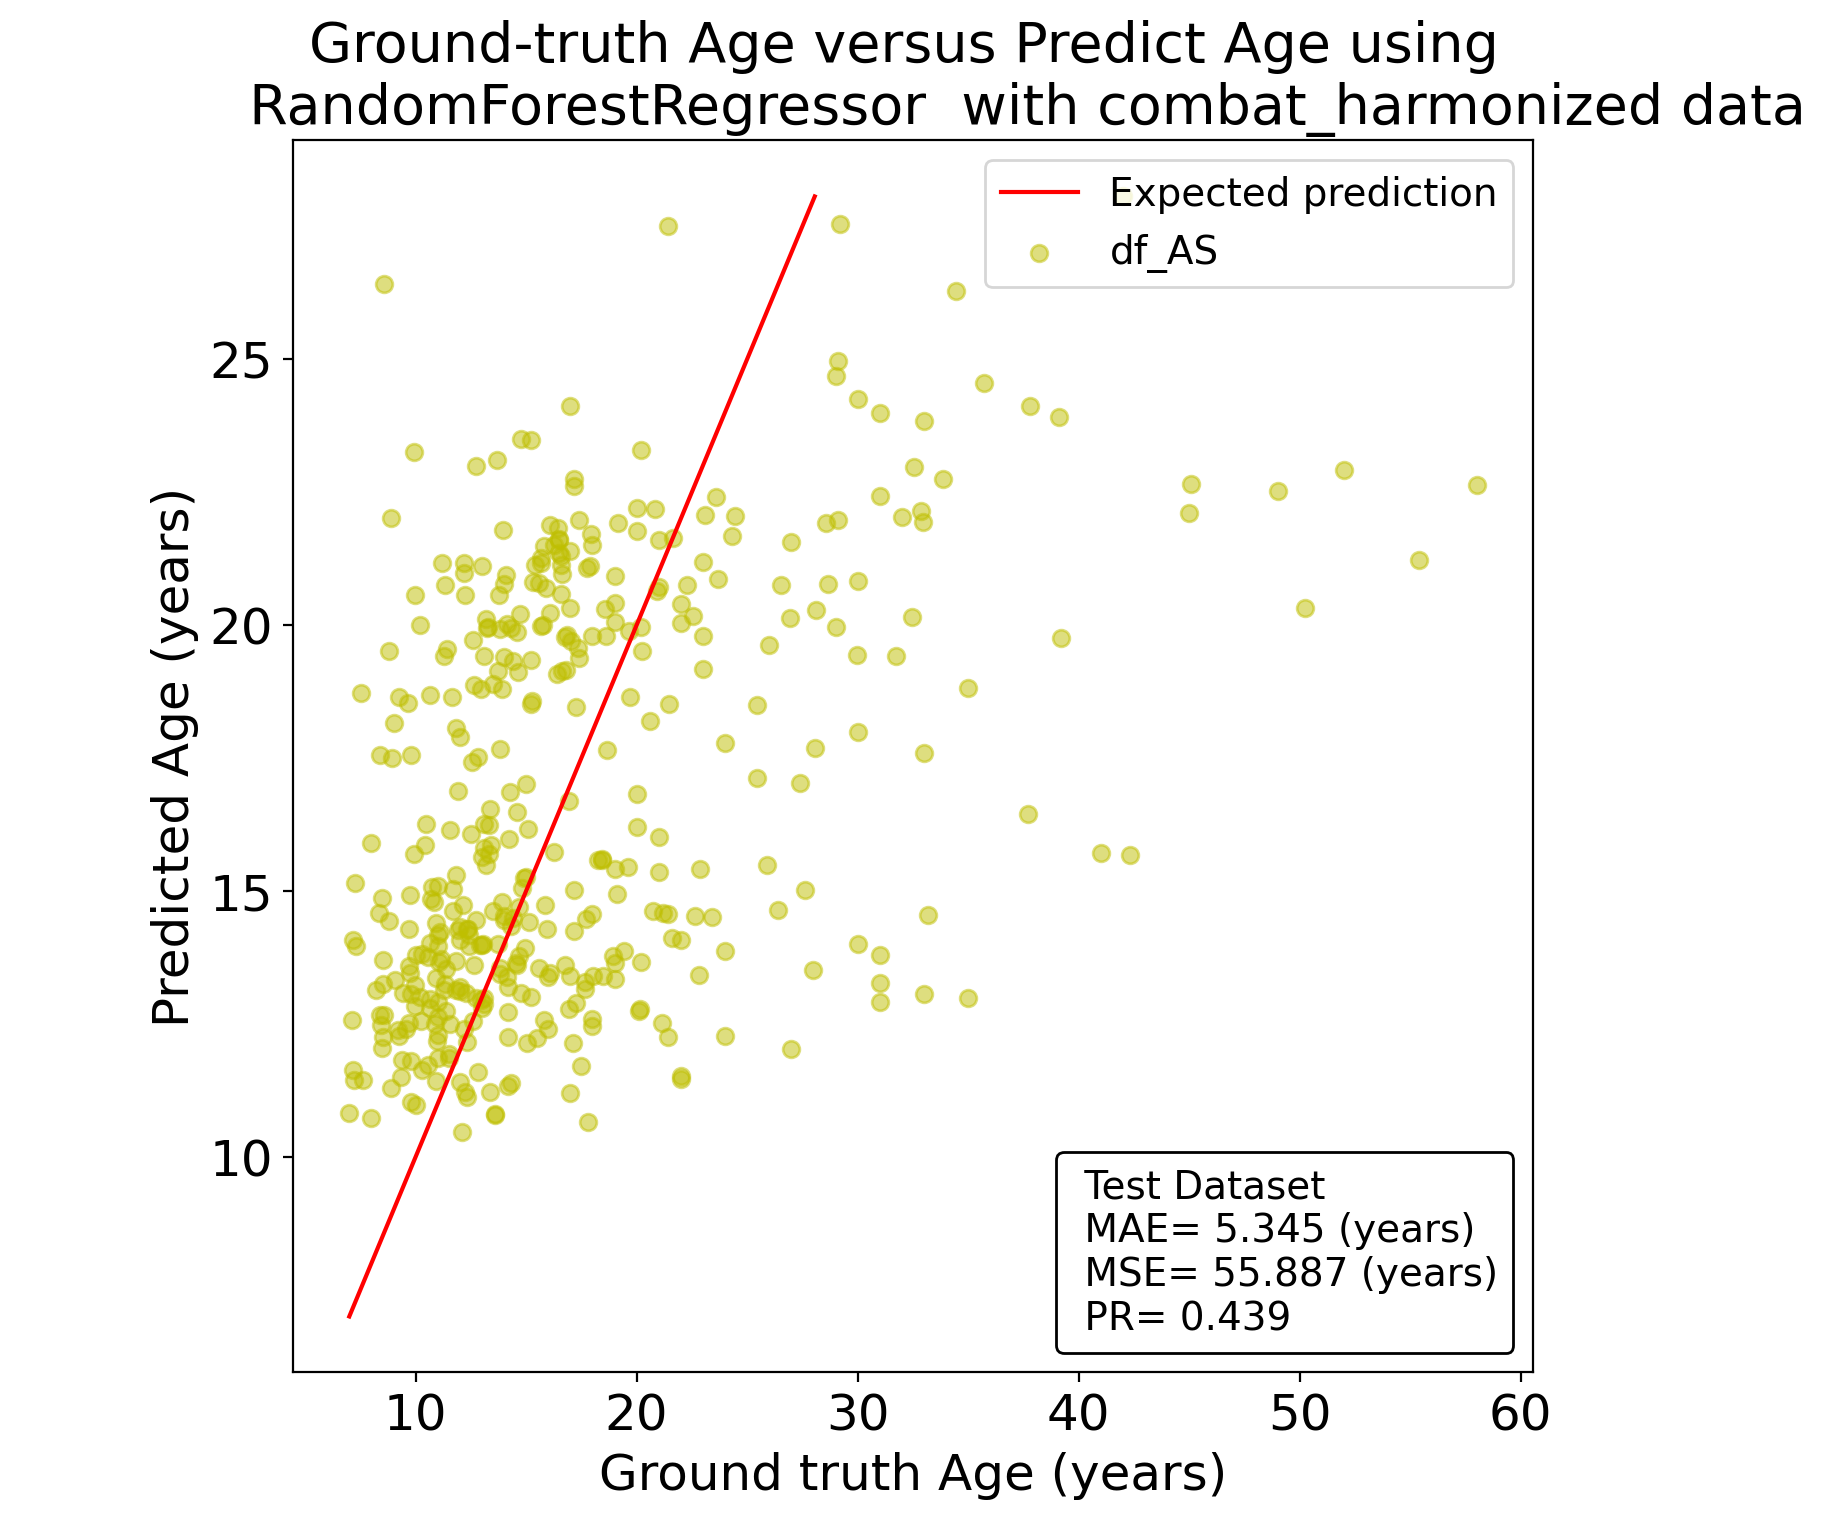 Ground-truth Age versus Predict Age using
RandomForestRegressor  with combat_harmonized data
Expected prediction
df_AS
25
20
15
10
Predicted Age (years)
Test Dataset
MAE= 5.345 (years)
MSE= 55.887 (years)
PR= 0.439
10 20 30 40 50 60
Ground truth Age (years)